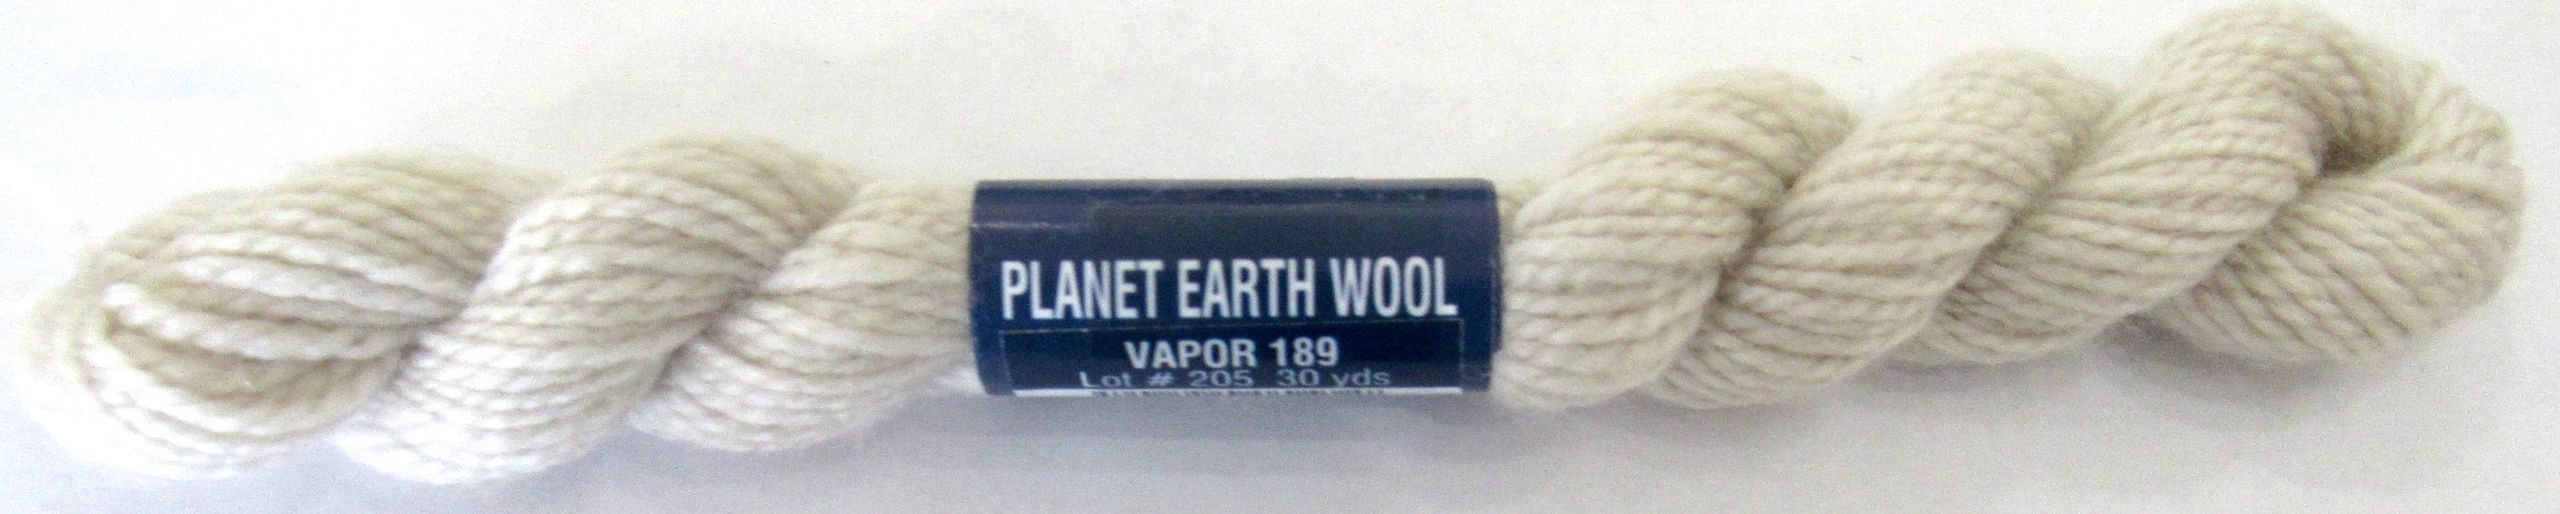 PLANET EARTH WOOL
VAPOR 189
Lot # 205 30 yds